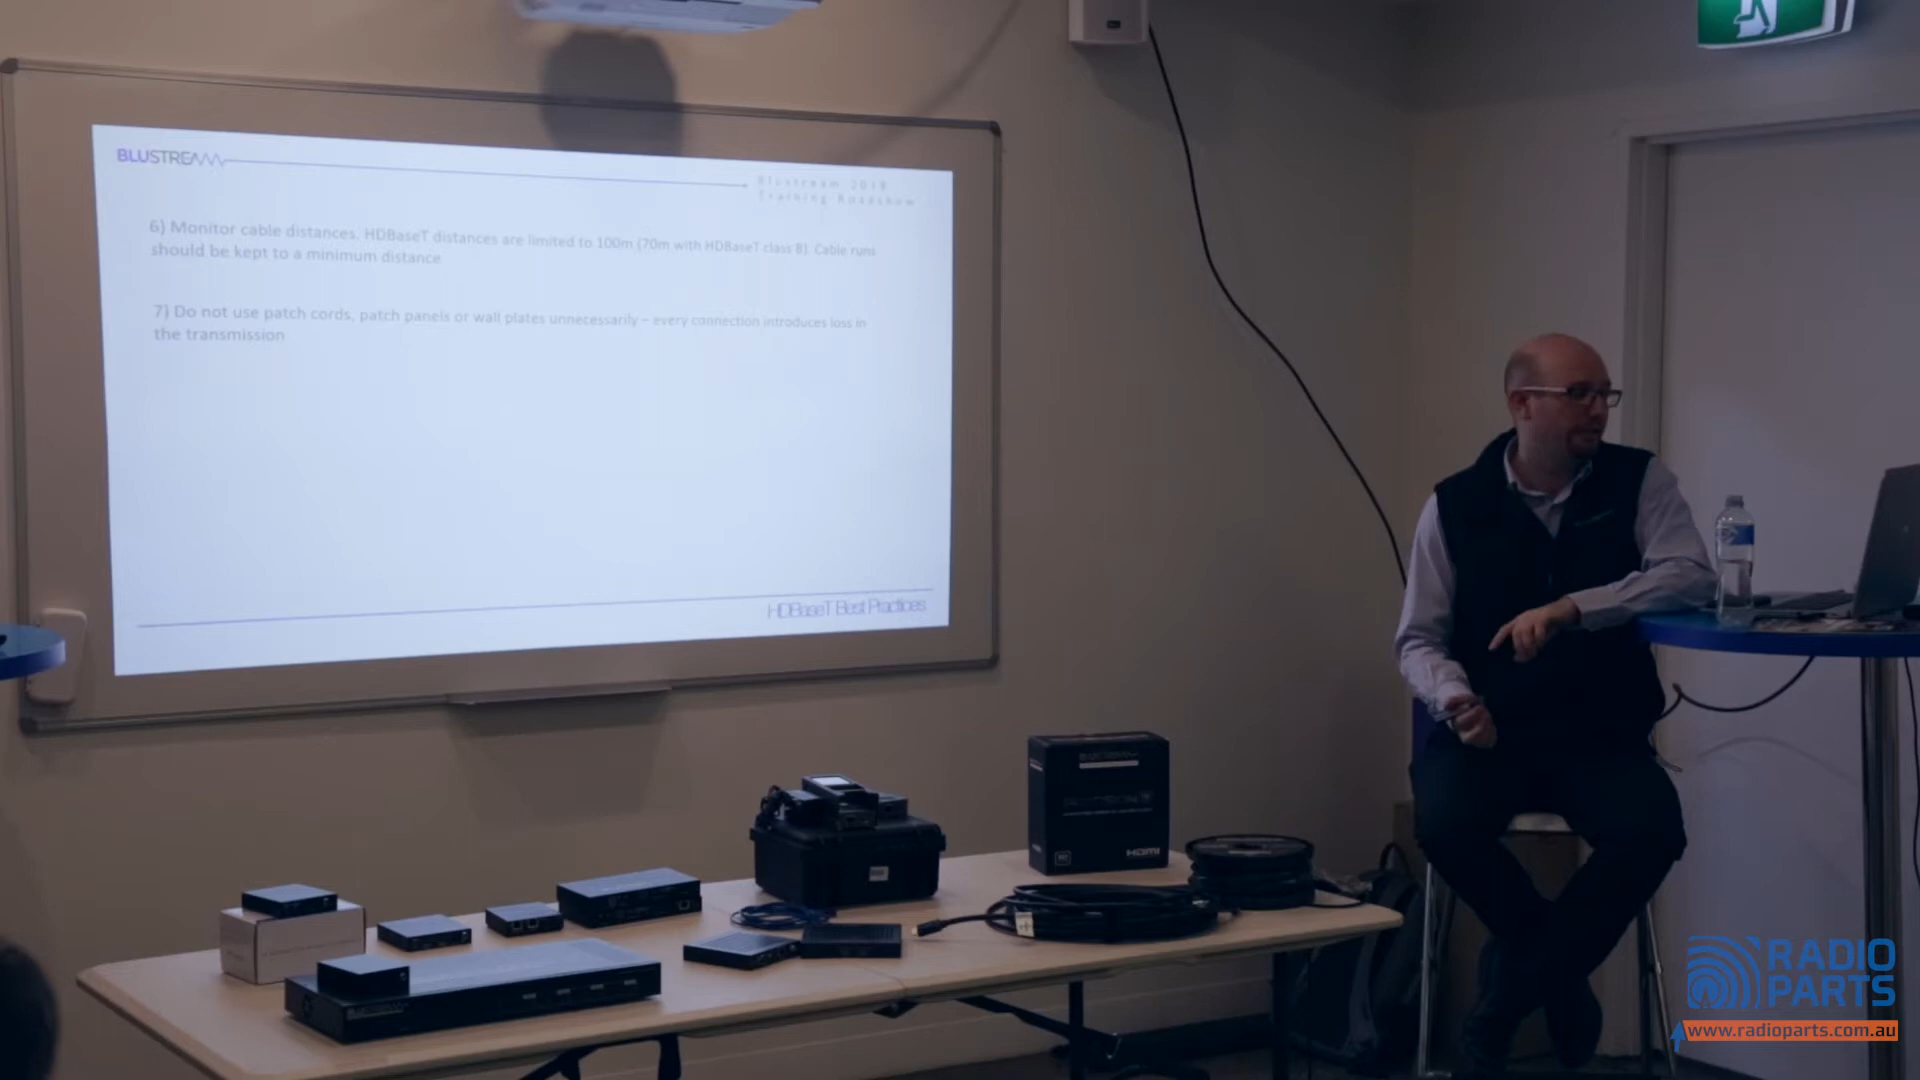 BLUSTREAM
Blustream 2018
Training Roadshow
6) Monitor cable distances. HDBaseT distances are limited to 100m (70m with HDBaseT class B). Cable runs
should be kept to a minimum distance
7) Do not use patch cords, patch panels or wall plates unnecessarily – every connection introduces loss in
the transmission
HDBaseT Best Practices
HDMI
RADIO
PARTS
www.radioparts.com.au